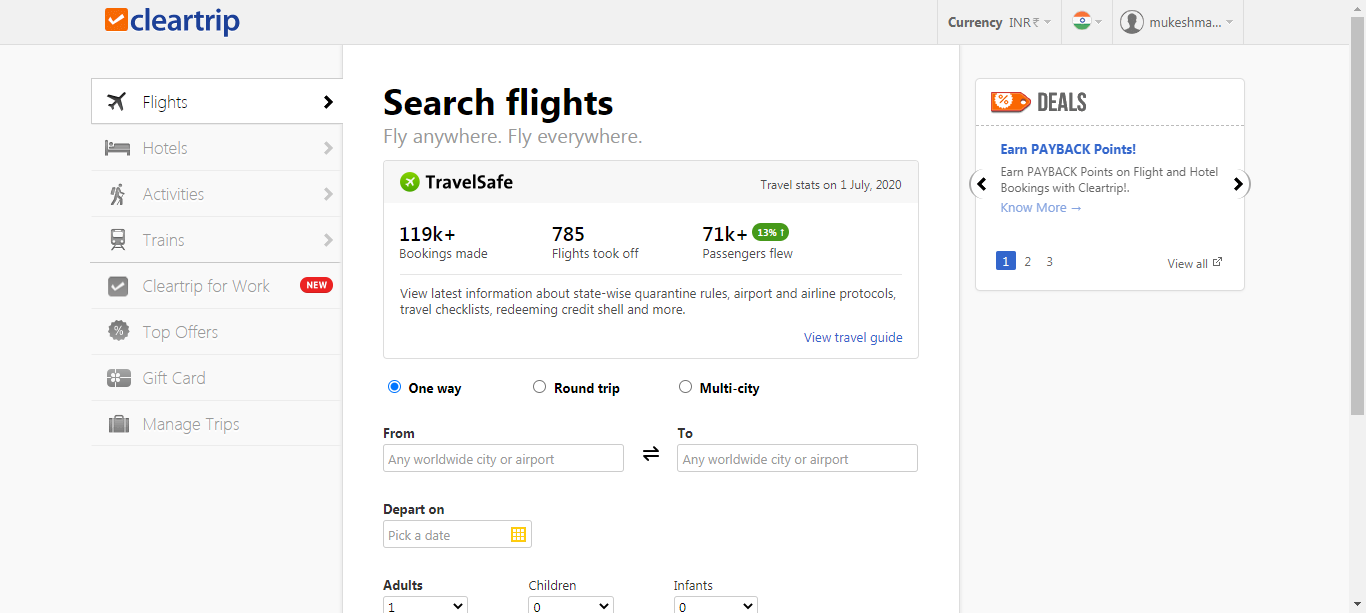 cleartrip
Currency INR₹
mukeshma...
Flights
Hotels
Activities
Trains
Cleartrip for Work NEW
Top Offers
Gift Card
Manage Trips
Search flights
Fly anywhere. Fly everywhere.
TravelSafe
Travel stats on 1 July, 2020
119k+ 785 71k+ 13% ↑
Bookings made Flights took off Passengers flew
View latest information about state-wise quarantine rules, airport and airline protocols,
travel checklists, redeeming credit shell and more.
View travel guide
One way Round trip Multi-city
From To
Any worldwide city or airport ⇌ Any worldwide city or airport
Depart on
Pick a date
Adults Children Infants
1 0 0
% DEALS
Earn PAYBACK Points!
Earn PAYBACK Points on Flight and Hotel
Bookings with Cleartrip!.
Know More →
1 2 3 View all